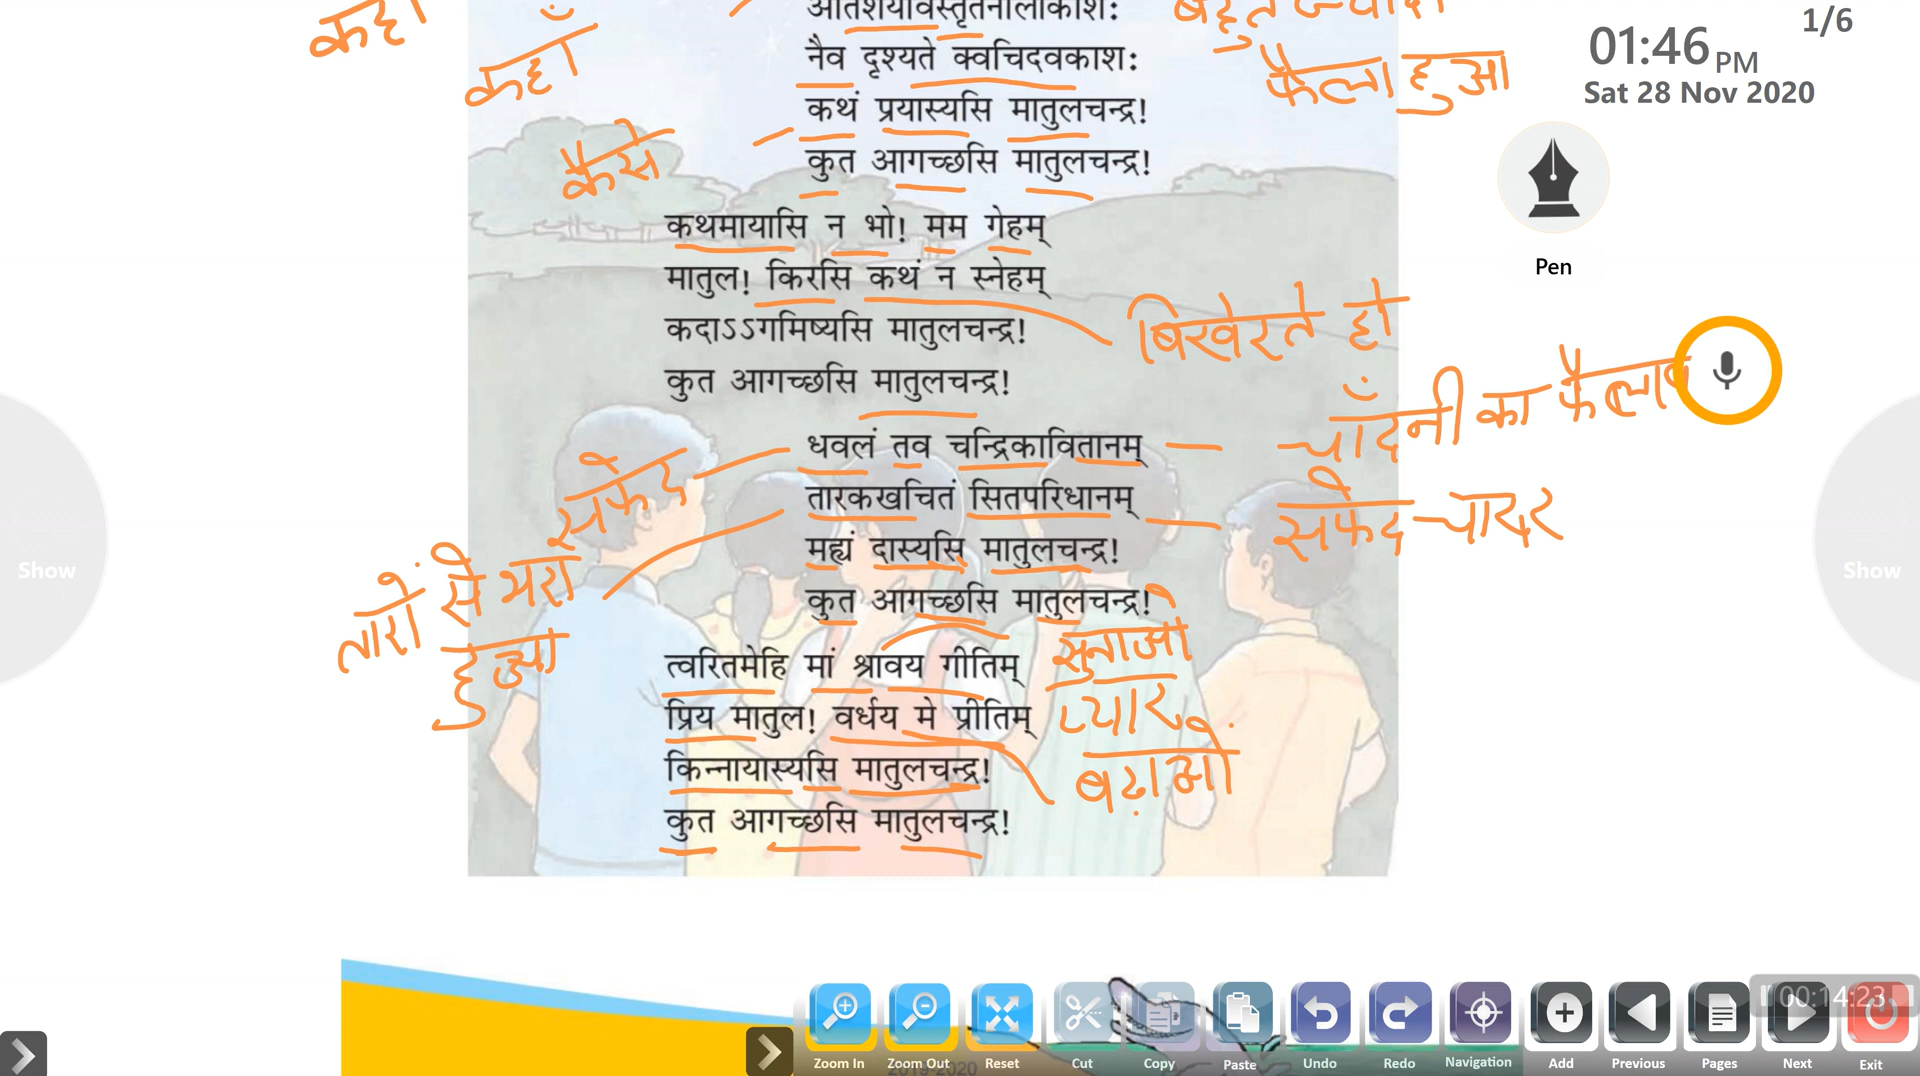 कहाँ
कहाँ
नैव दृश्यते क्वचिदवकाशः
फैला हुआ
कथं प्रयास्यसि मातुलचन्द्र!
कैसे
कुत आगच्छसि मातुलचन्द्र!
कथमायासि न भो! मम गेहम्
मातुल! किरसि कथं न स्नेहम्
बिखेरते हो
कदाऽऽगमिष्यसि मातुलचन्द्र!
कुत आगच्छसि मातुलचन्द्र!
धवलं तव चन्द्रिकावितानम्
चाँदनी का फैलाव
सफेद
तारकखचितं सितपरिधानम्
सफेद चादर
तारों से भरा हुआ
मह्यं दास्यसि मातुलचन्द्र!
कुत आगच्छसि मातुलचन्द्र!
त्वरितमेहि मां श्रावय गीतिम्
सुनाओ
प्रिय मातुल! वर्धय मे प्रीतिम्
प्यार बढ़ाओ
किन्नायास्यसि मातुलचन्द्र!
कुत आगच्छसि मातुलचन्द्र!
1/6
01:46 PM
Sat 28 Nov 2020
Pen
Show
Show
00:14:23
Zoom In Zoom Out Reset Cut Copy Paste Undo Redo Navigation Add Previous Pages Next Exit